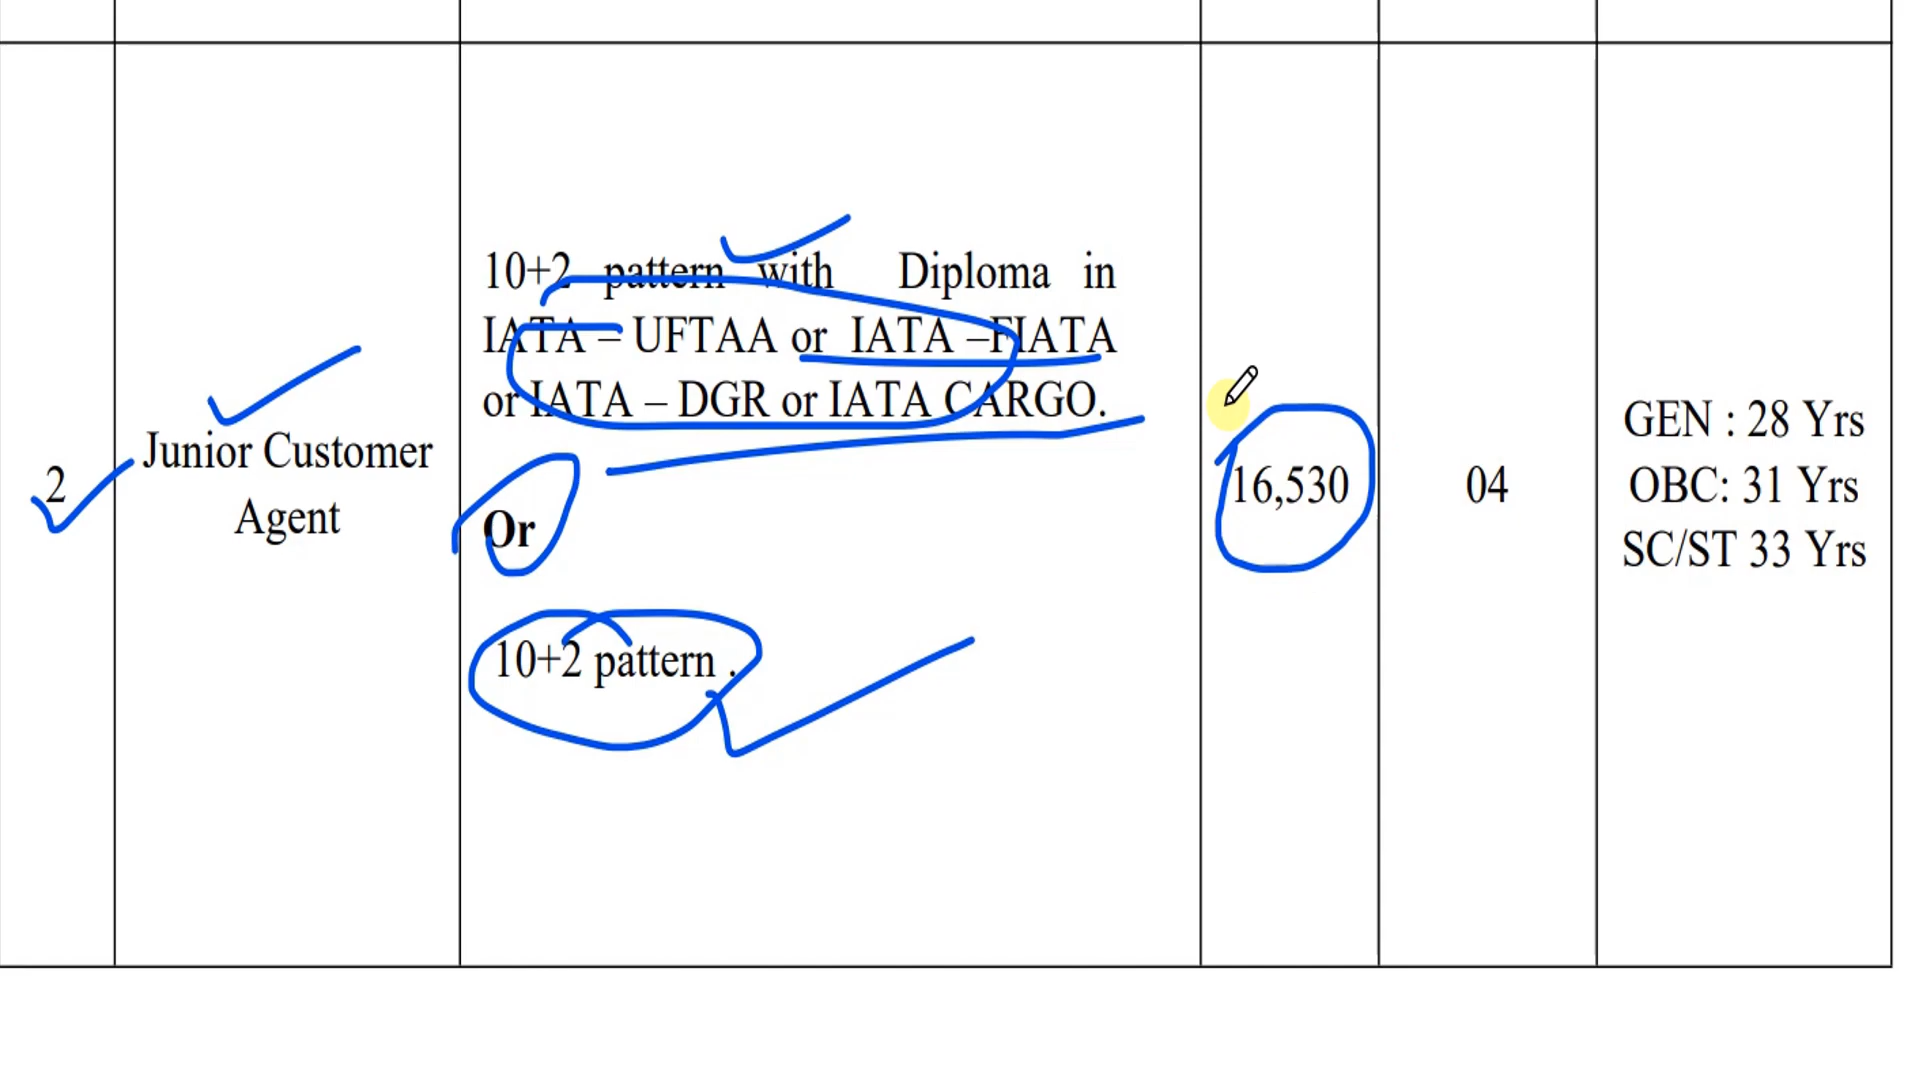 2
Junior Customer
Agent
10+2 pattern with Diploma in
IATA – UFTAA or IATA –FIATA
or IATA – DGR or IATA CARGO.
Or
10+2 pattern .
16,530
04
GEN : 28 Yrs
OBC: 31 Yrs
SC/ST 33 Yrs